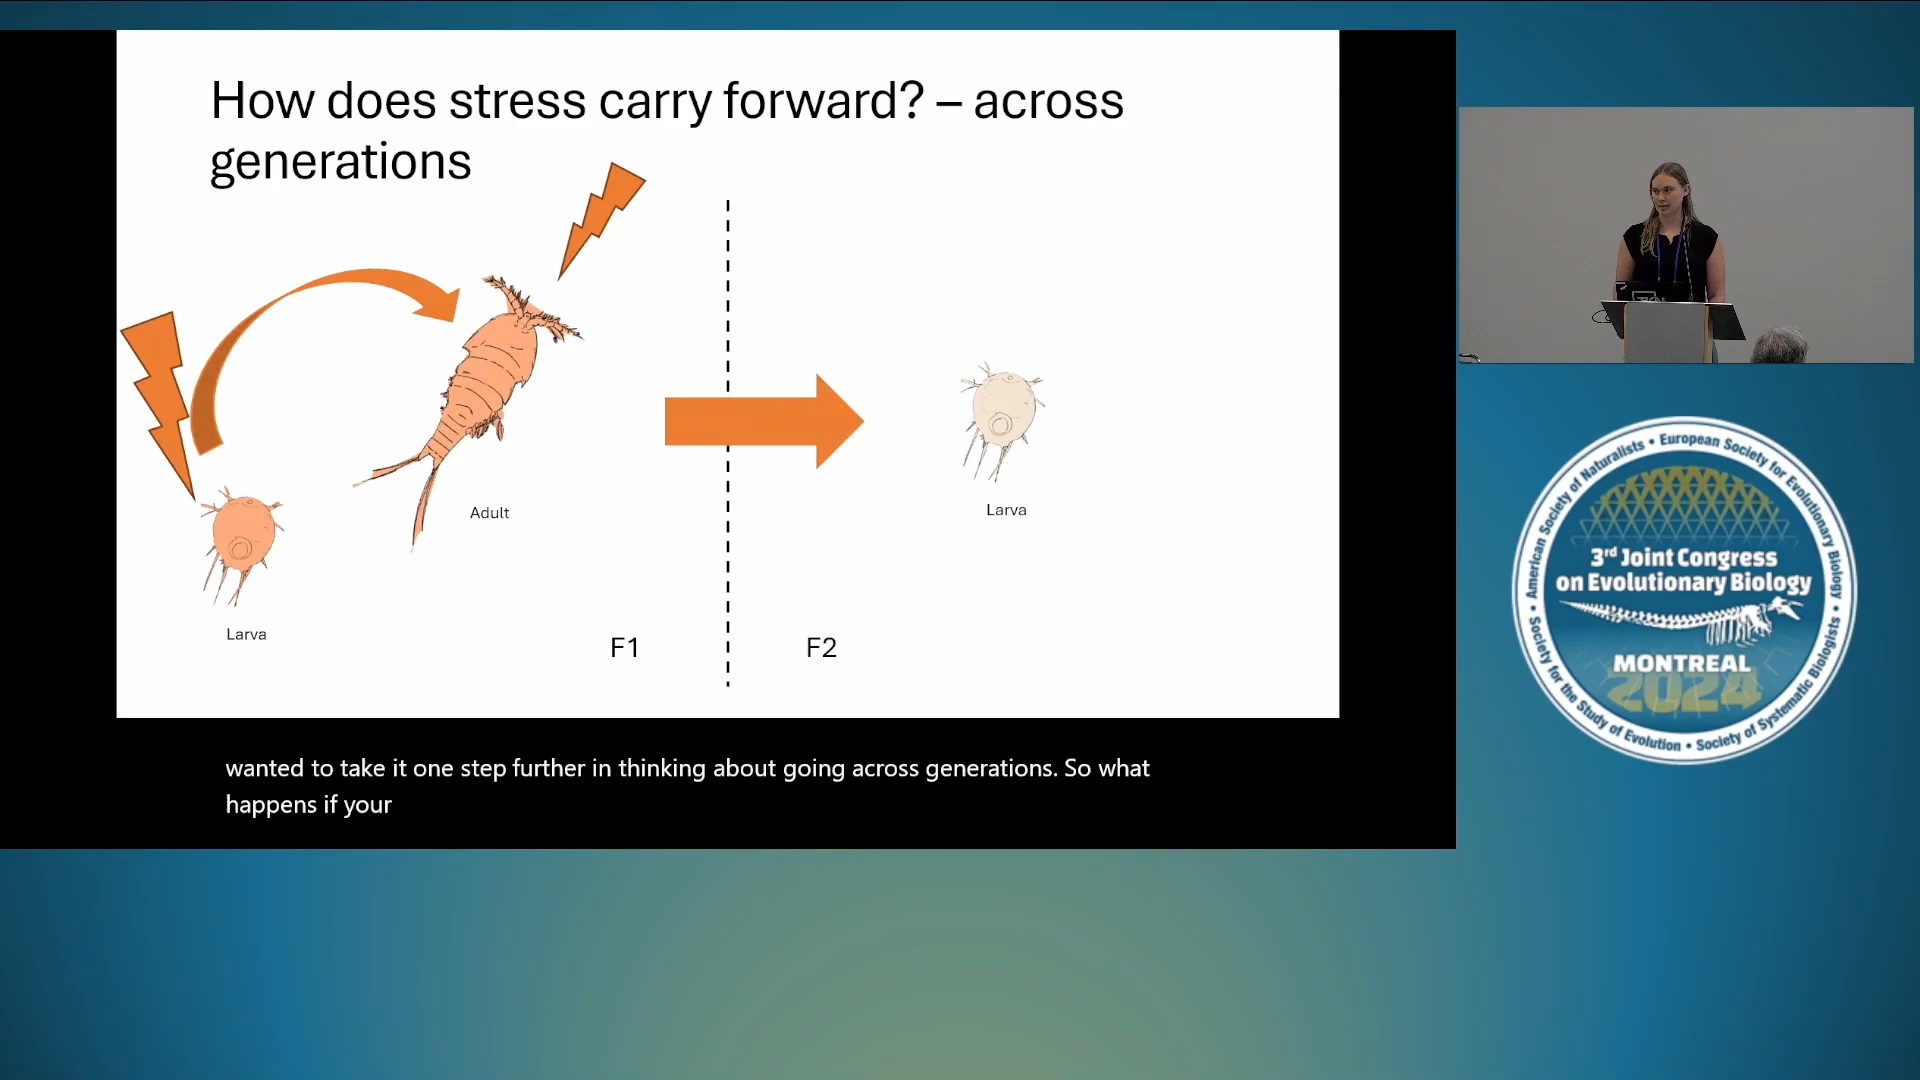 How does stress carry forward? – across
generations
Adult
Larva
Larva
F1
F2
wanted to take it one step further in thinking about going across generations. So what
happens if your
American Society of Naturalists • European Society for Evolutionary Biology •
Society of Systematic Biologists • Society for the Study of Evolution •
3rd Joint Congress
on Evolutionary Biology
MONTREAL
2024